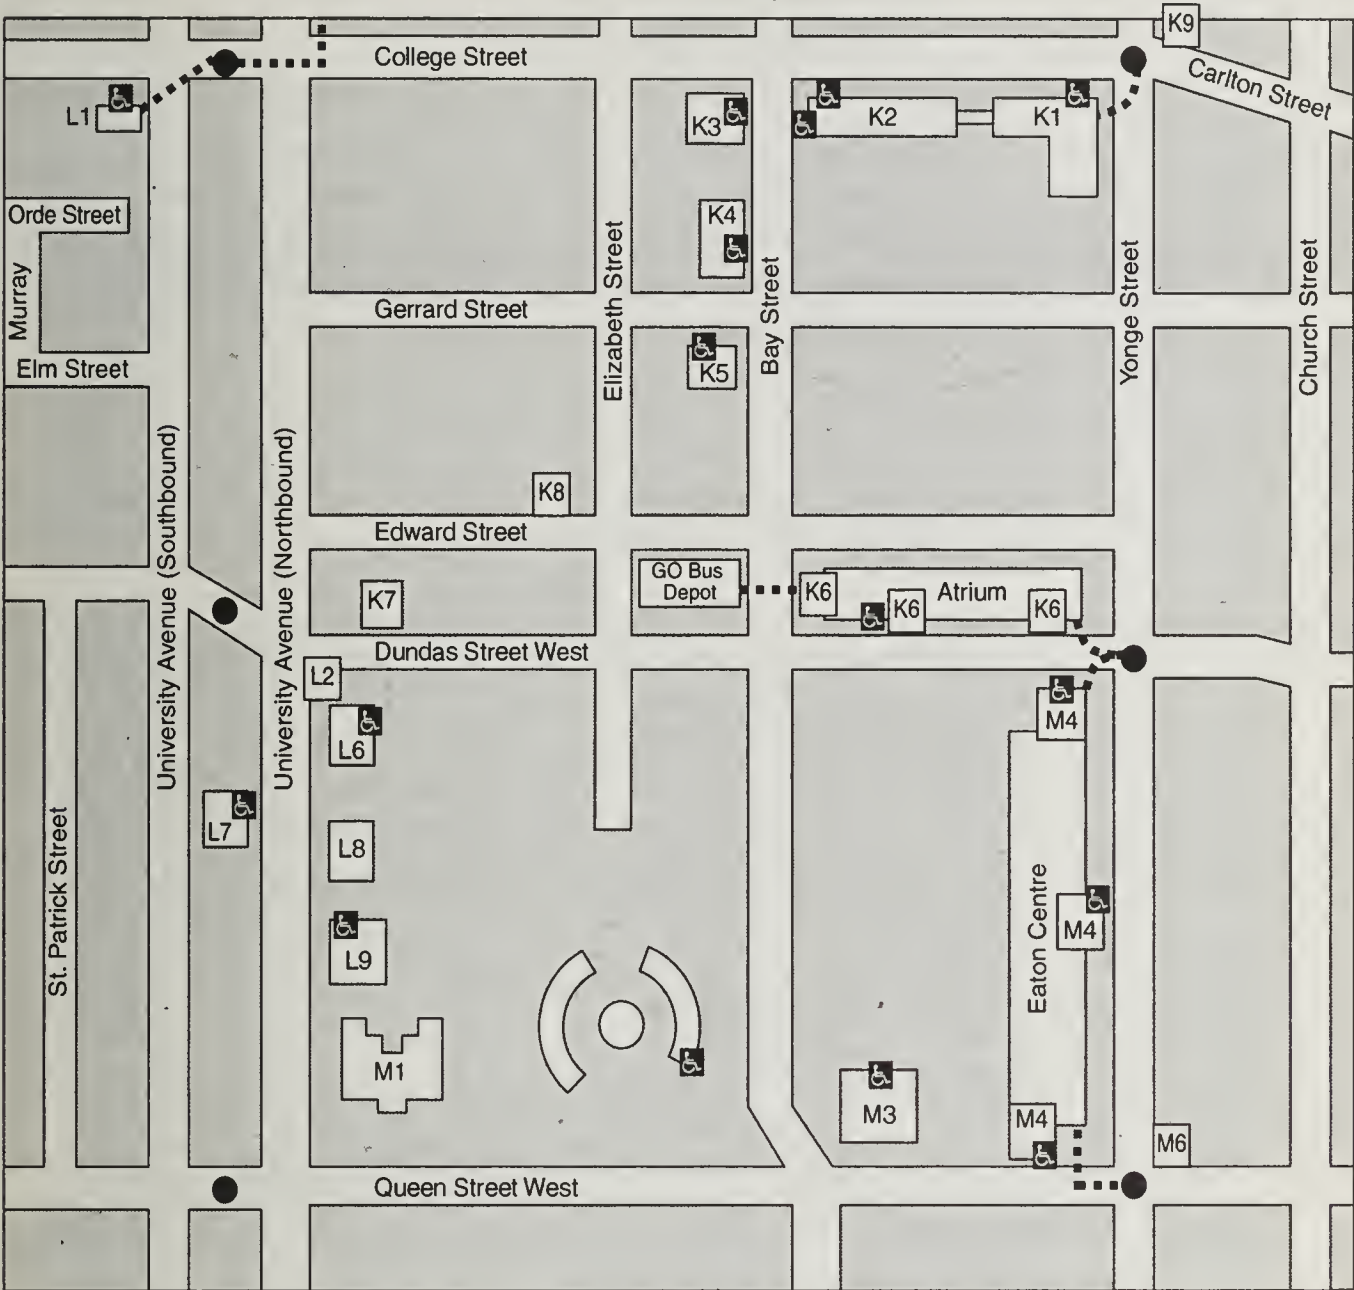 K9
College Street
Carlton Street
L1
K3
K2
K1
Orde Street
K4
Murray
Elizabeth Street
Bay Street
Yonge Street
Church Street
Gerrard Street
Elm Street
K5
University Avenue (Southbound)
University Avenue (Northbound)
K8
Edward Street
GO Bus
Depot
K7
K6
K6
Atrium
K6
Dundas Street West
L2
L6
M4
L7
St. Patrick Street
L8
Eaton Centre
M4
L9
M1
M3
M4
M6
Queen Street West